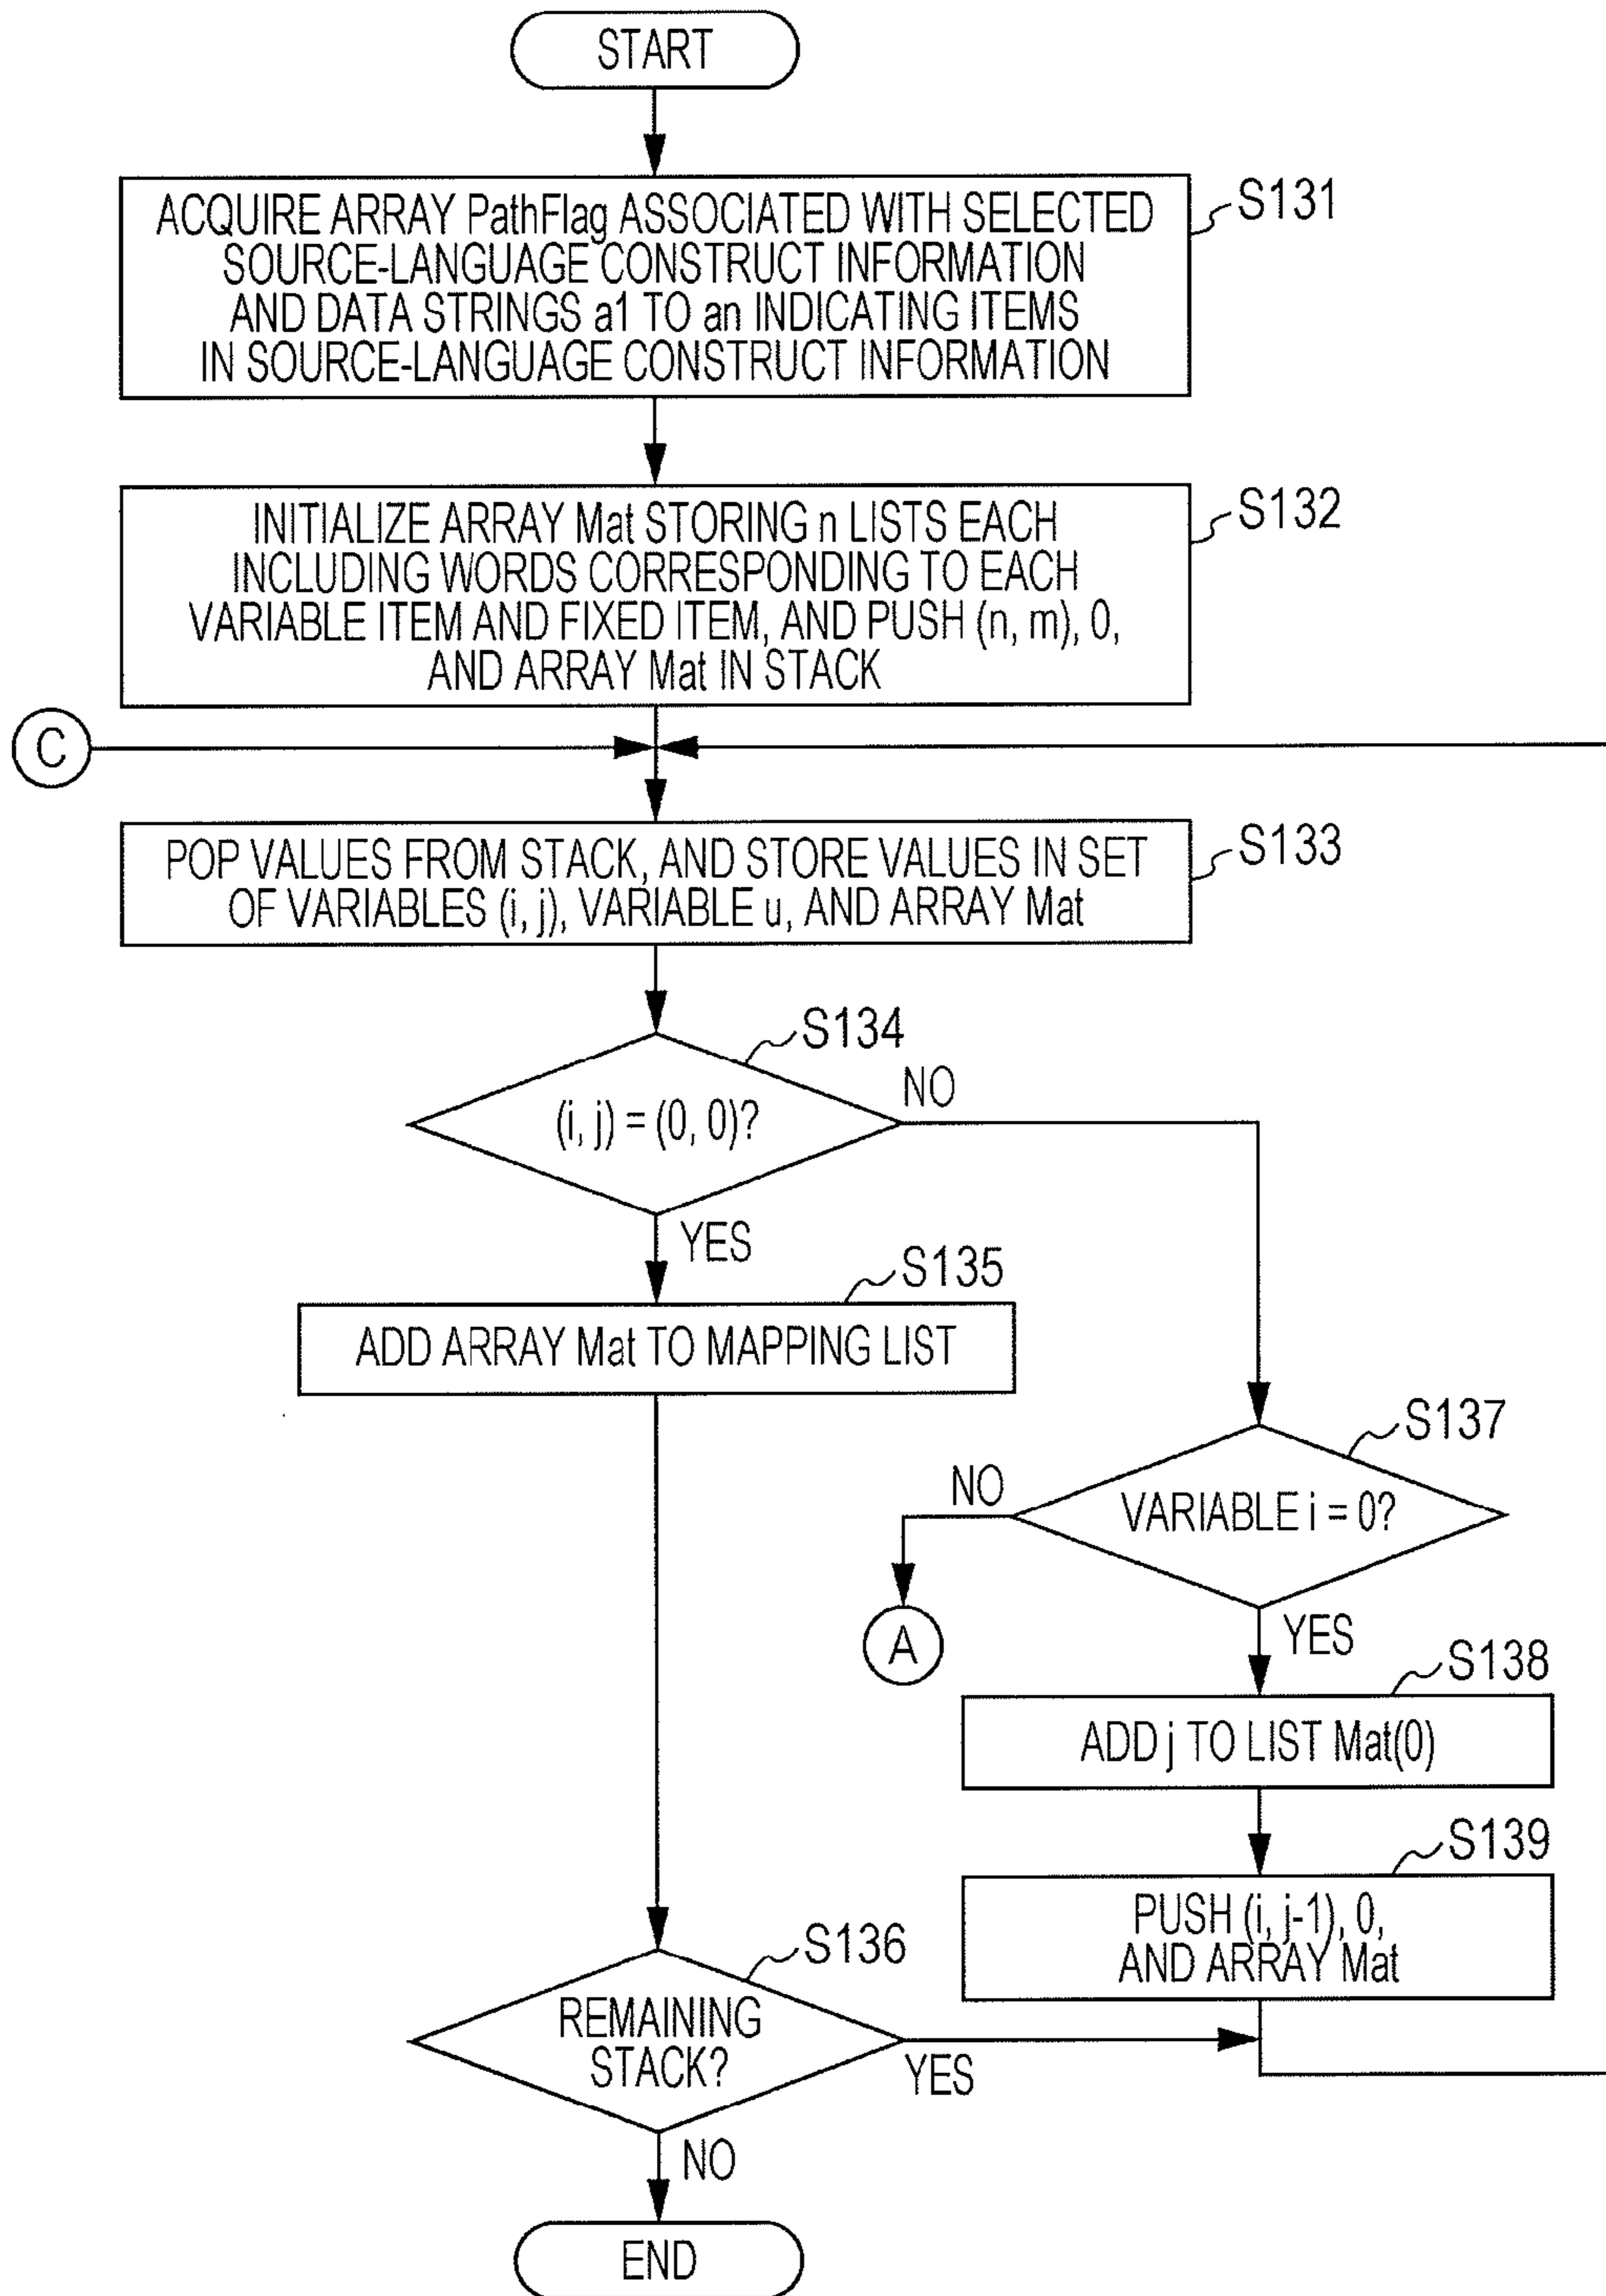 START
ACQUIRE ARRAY PathFlag ASSOCIATED WITH SELECTED
SOURCE-LANGUAGE CONSTRUCT INFORMATION
AND DATA STRINGS a1 TO an INDICATING ITEMS
IN SOURCE-LANGUAGE CONSTRUCT INFORMATION
S131
INITIALIZE ARRAY Mat STORING n LISTS EACH
INCLUDING WORDS CORRESPONDING TO EACH
VARIABLE ITEM AND FIXED ITEM, AND PUSH (n, m), 0,
AND ARRAY Mat IN STACK
S132
C
POP VALUES FROM STACK, AND STORE VALUES IN SET
OF VARIABLES (i, j), VARIABLE u, AND ARRAY Mat
S133
S134
(i, j) = (0, 0)?
NO
YES
S135
ADD ARRAY Mat TO MAPPING LIST
S137
VARIABLE i = 0?
NO
A
YES
S138
ADD j TO LIST Mat(0)
S139
PUSH (i, j-1), 0,
AND ARRAY Mat
S136
REMAINING
STACK?
YES
NO
END